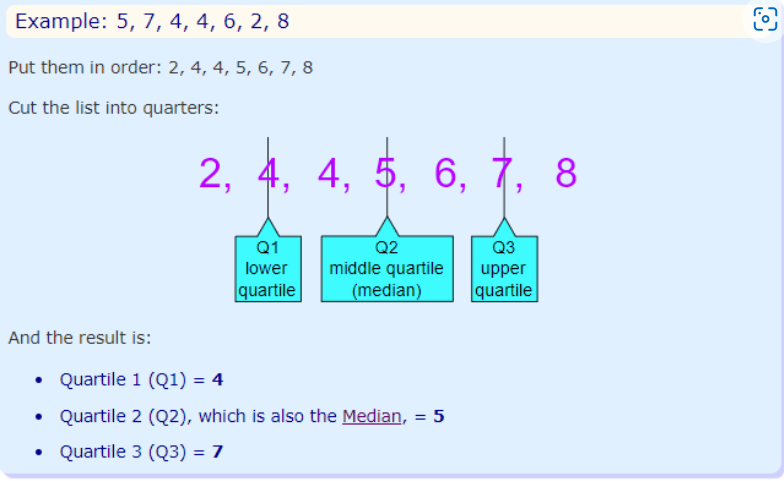 Example: 5, 7, 4, 4, 6, 2, 8
Put them in order: 2, 4, 4, 5, 6, 7, 8
Cut the list into quarters:
2, 4, 4, 5, 6, 7, 8
Q1
lower
quartile
Q2
middle quartile
(median)
Q3
upper
quartile
And the result is:
• Quartile 1 (Q1) = 4
• Quartile 2 (Q2), which is also the Median, = 5
• Quartile 3 (Q3) = 7